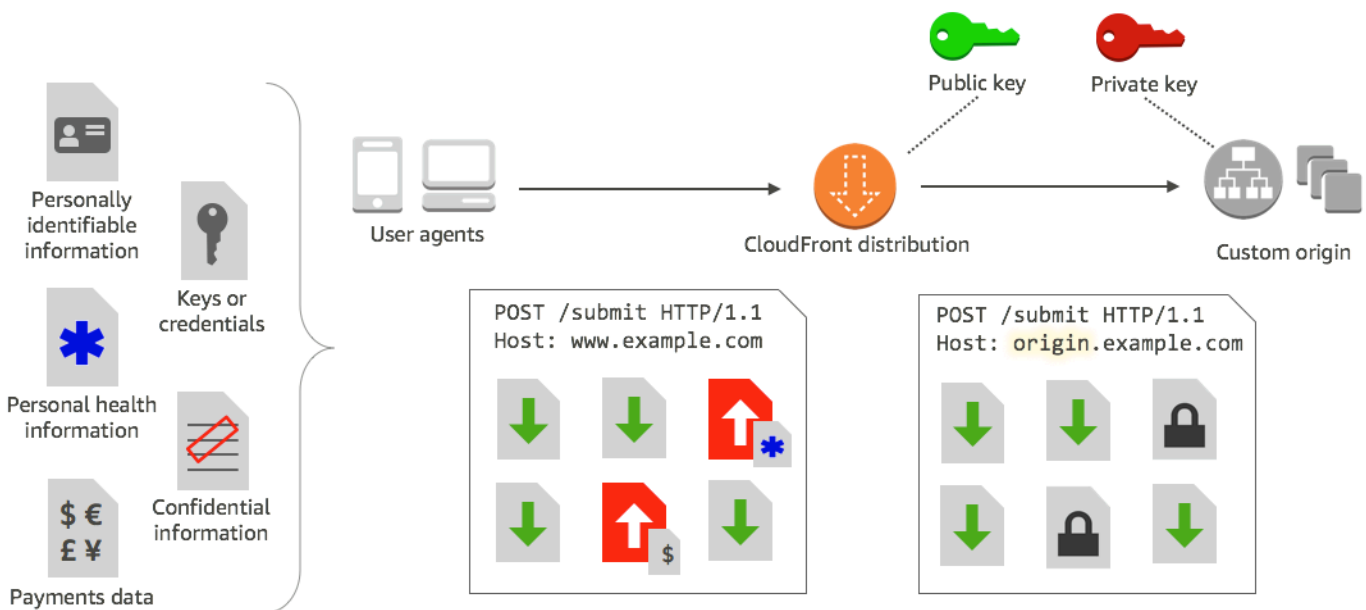 Public key
Private key
Personally
identifiable
information
Keys or
credentials
Personal health
information
Confidential
information
$ €
£ ¥
Payments data
User agents
CloudFront distribution
Custom origin
POST /submit HTTP/1.1
Host: www.example.com
$
POST /submit HTTP/1.1
Host: origin.example.com